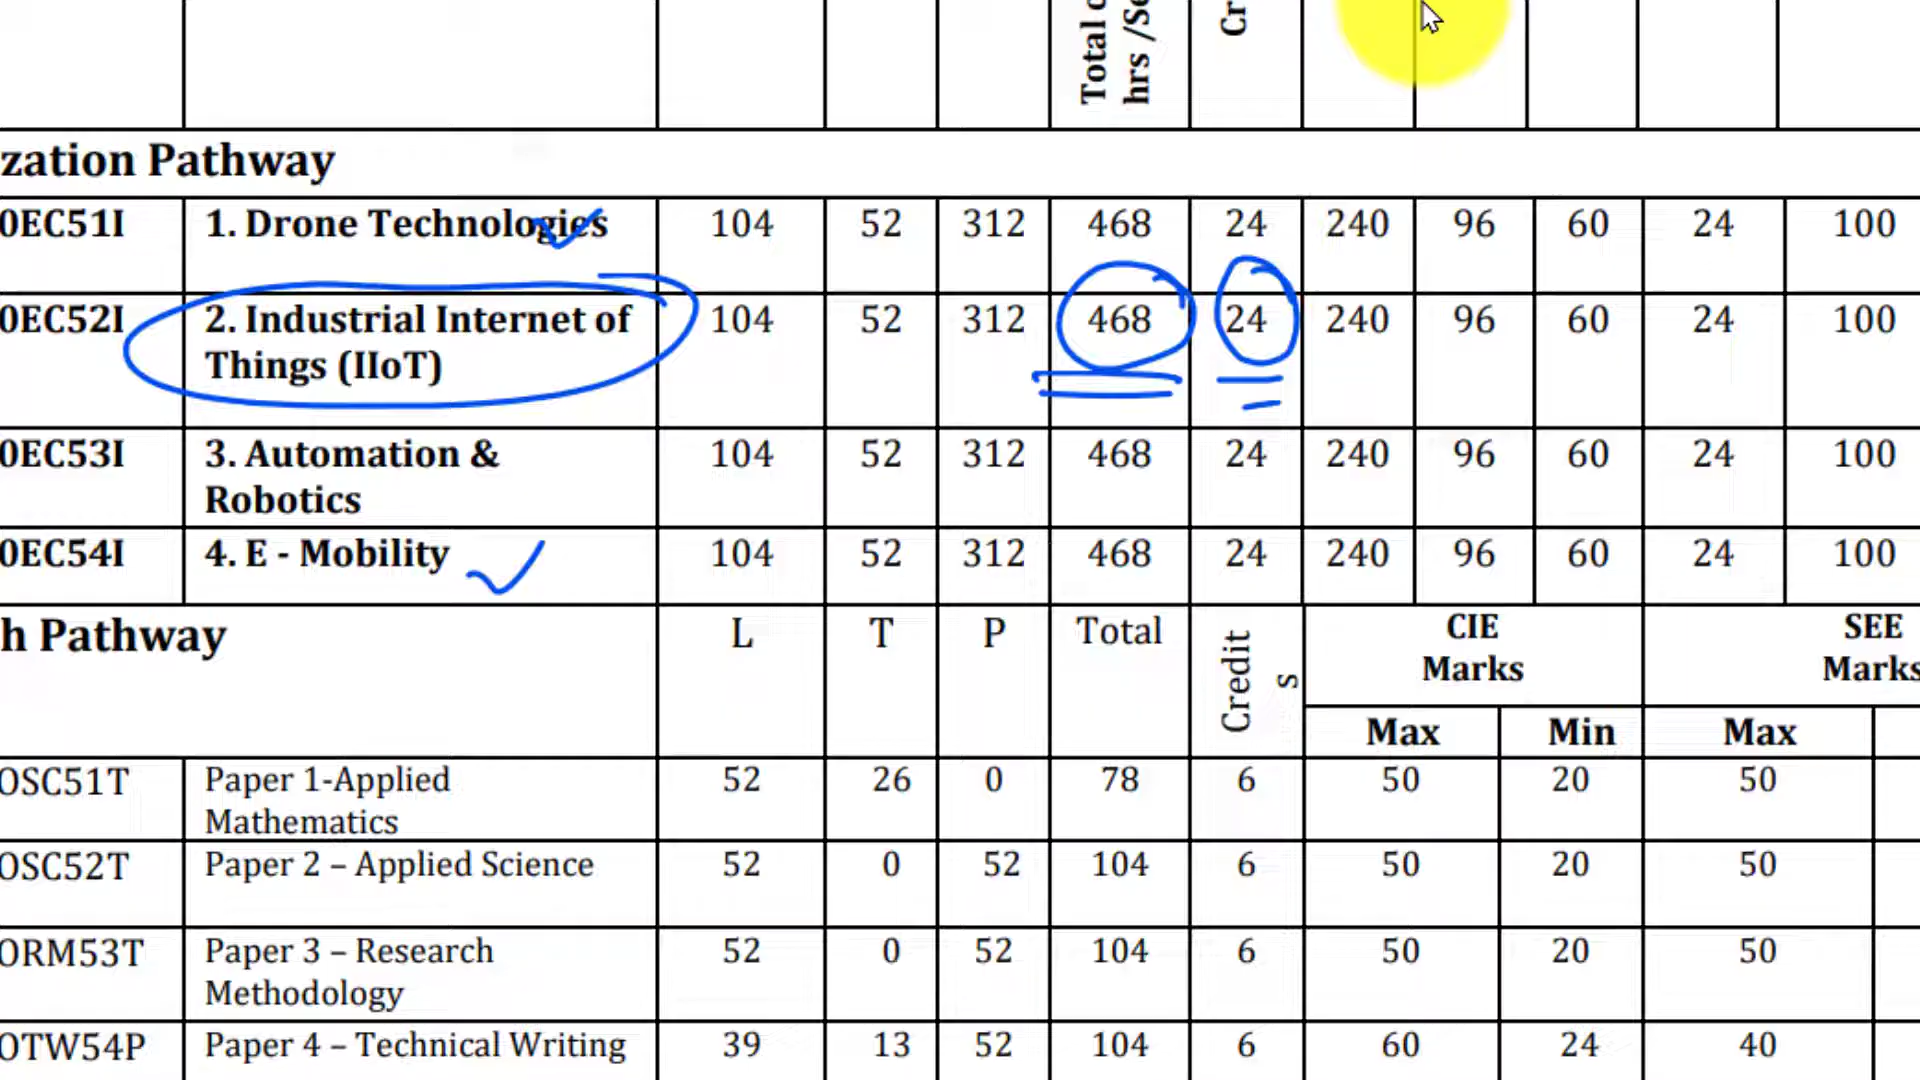 Total o
hrs /Se
Cr
zation Pathway
0EC51I 1. Drone Technologies 104 52 312 468 24 240 96 60 24 100
0EC52I 2. Industrial Internet of 104 52 312 468 24 240 96 60 24 100
Things (IIoT)
0EC53I 3. Automation & 104 52 312 468 24 240 96 60 24 100
Robotics
0EC54I 4. E - Mobility 104 52 312 468 24 240 96 60 24 100
h Pathway L T P Total Credit s CIE SEE
Marks Marks
Max Min Max
0SC51T Paper 1-Applied 52 26 0 78 6 50 20 50
Mathematics
0SC52T Paper 2 – Applied Science 52 0 52 104 6 50 20 50
0RM53T Paper 3 – Research 52 0 52 104 6 50 20 50
Methodology
0TW54P Paper 4 – Technical Writing 39 13 52 104 6 60 24 40